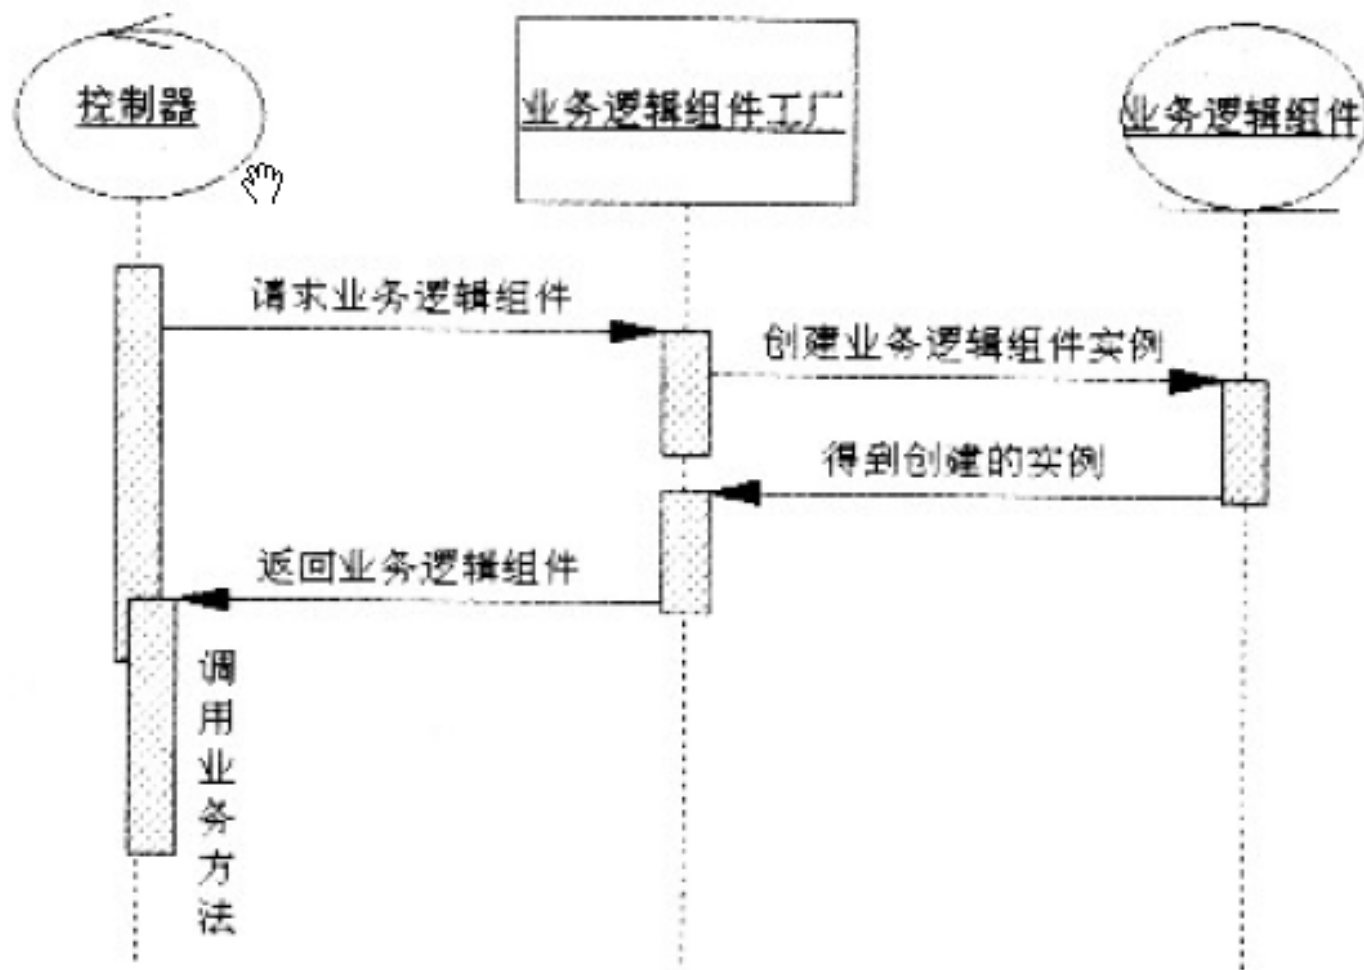 控制器
业务逻辑组件工厂
业务逻辑组件
请求业务逻辑组件
创建业务逻辑组件实例
得到创建的实例
返回业务逻辑组件
调用业务方法